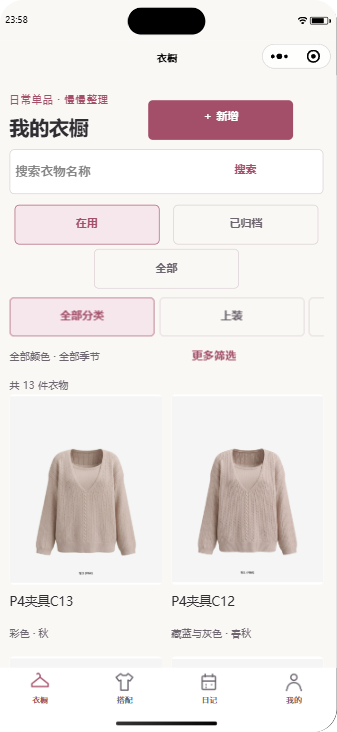 23:58
衣橱
日常单品 · 慢慢整理
我的衣橱
+ 新增
搜索衣物名称
搜索
在用
已归档
全部
全部分类
上装
全部颜色 · 全部季节
更多筛选
共 13 件衣物
P4夹具C13
P4夹具C12
彩色 · 秋
藏蓝与灰色 · 春秋
衣橱
搭配
日记
我的